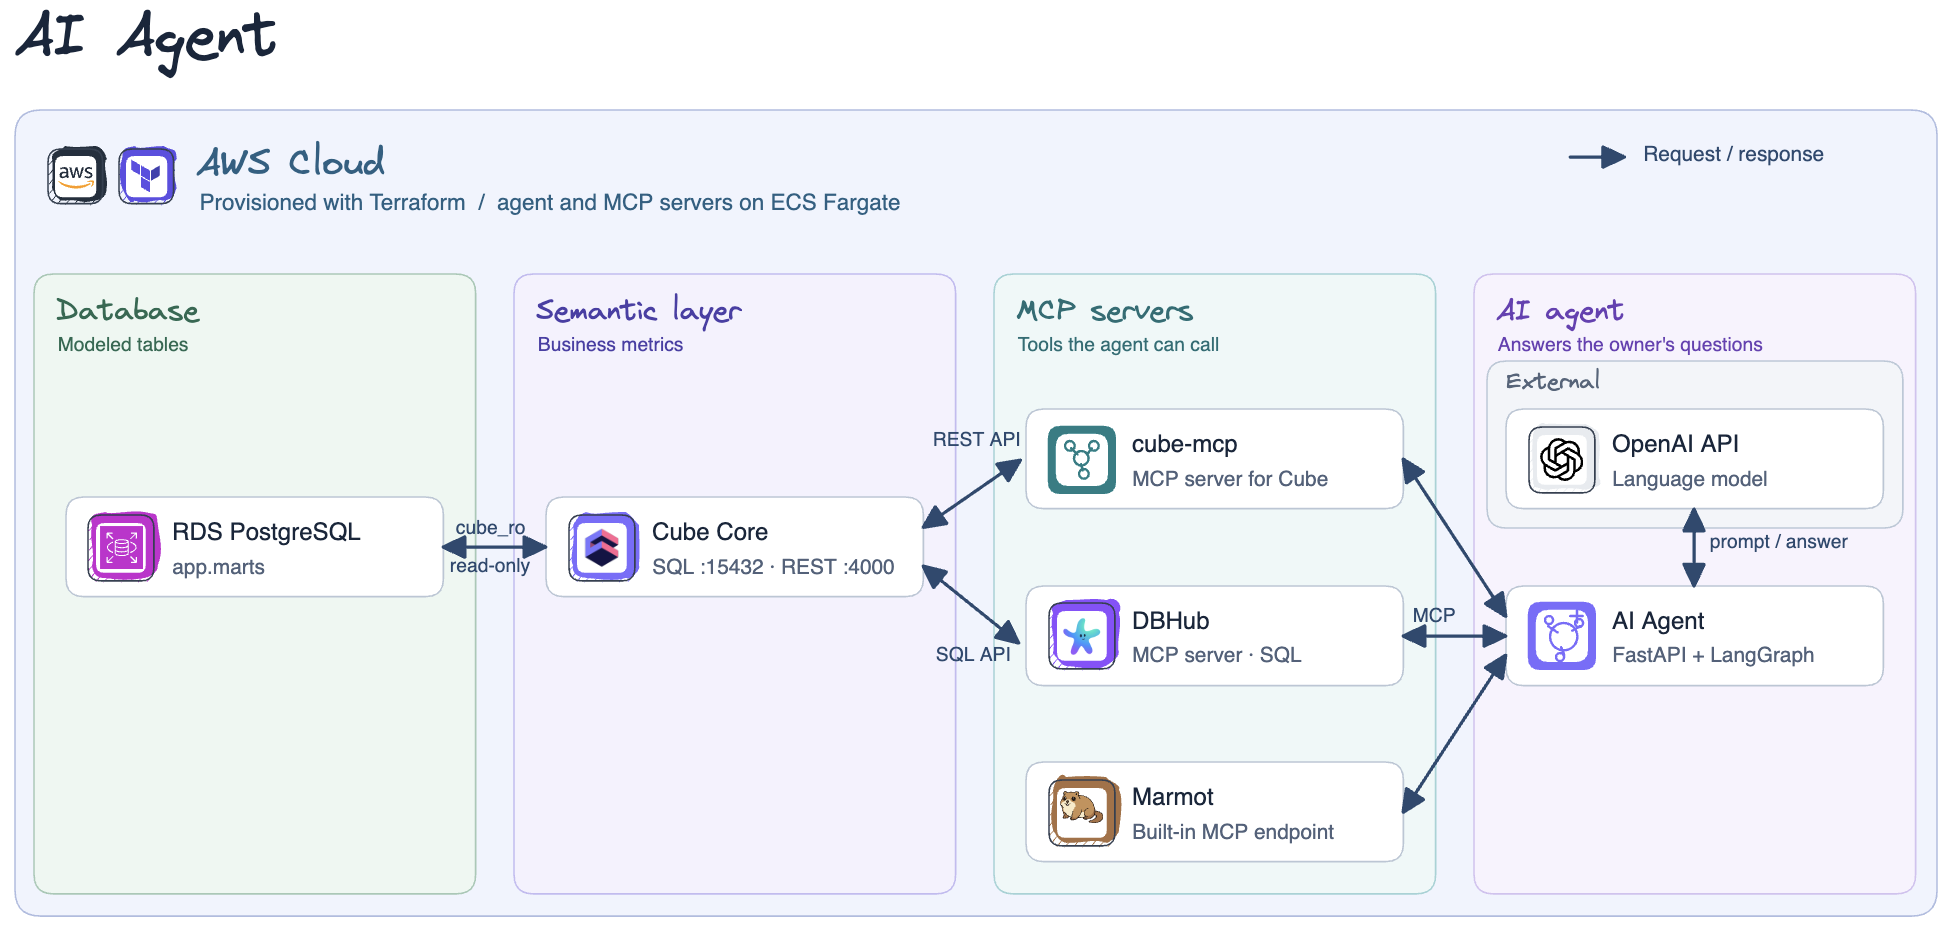 AI Agent
aws
AWS Cloud
Provisioned with Terraform / agent and MCP servers on ECS Fargate
Request / response
Database
Modeled tables
RDS PostgreSQL
app.marts
cube_ro
read-only
Semantic layer
Business metrics
Cube Core
SQL :15432 · REST :4000
REST API
SQL API
MCP servers
Tools the agent can call
cube-mcp
MCP server for Cube
DBHub
MCP server · SQL
Marmot
Built-in MCP endpoint
MCP
AI agent
Answers the owner's questions
External
OpenAI API
Language model
prompt / answer
AI Agent
FastAPI + LangGraph